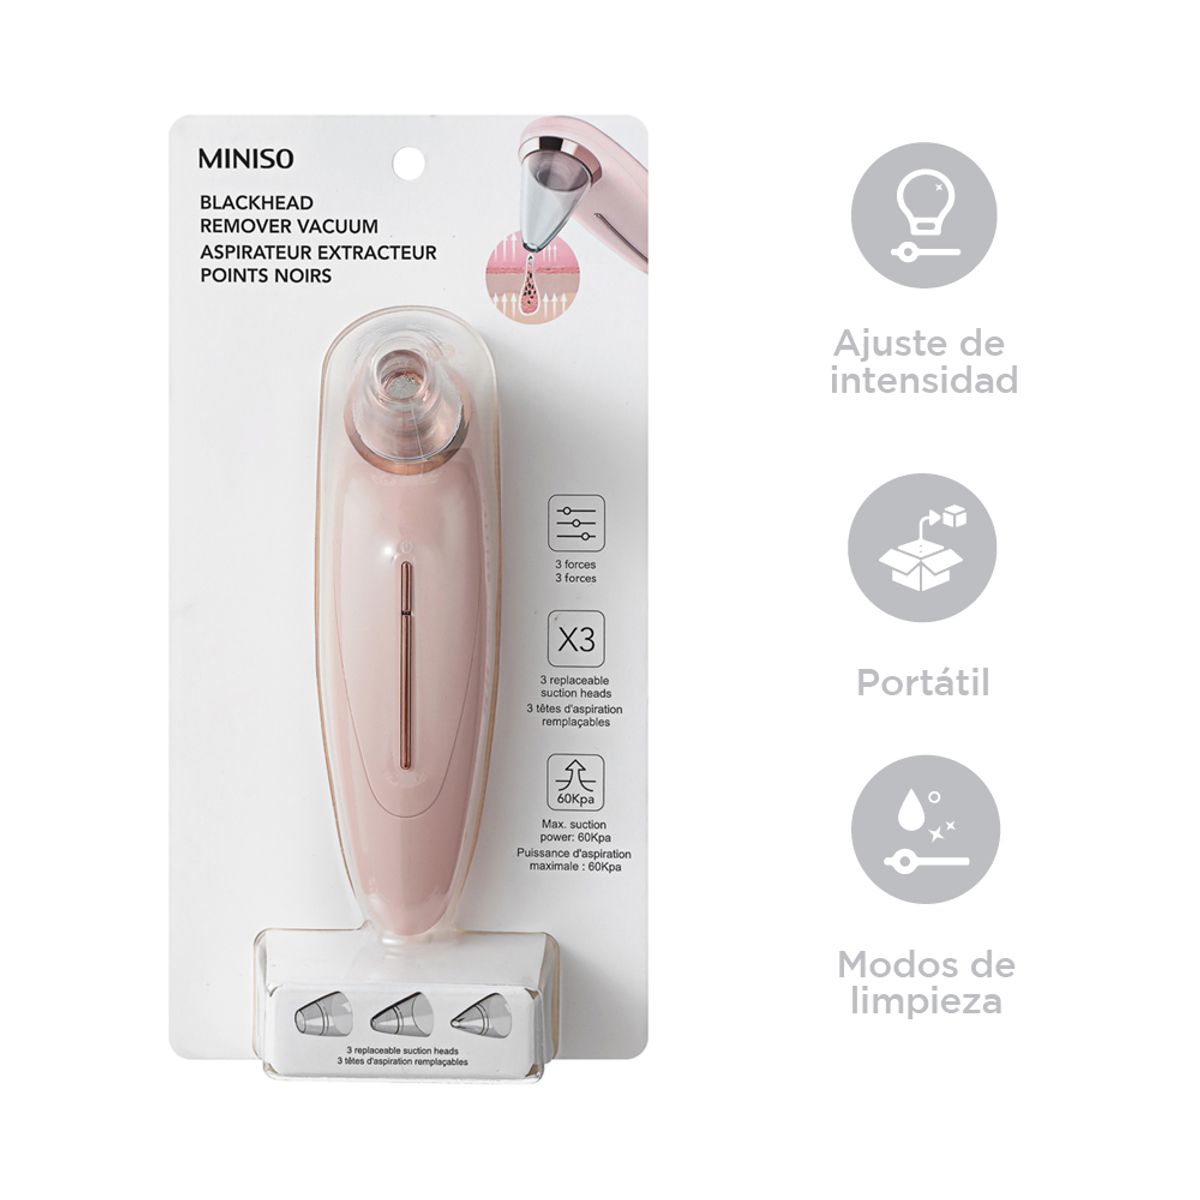 MINISO
BLACKHEAD
REMOVER VACUUM
ASPIRATEUR EXTRACTEUR
POINTS NOIRS
3 forces
3 forces
X3
3 replaceable
suction heads
3 têtes d'aspiration
remplaçables
60Kpa
Max. suction
power: 60Kpa
Puissance d'aspiration
maximale : 60Kpa
3 replaceable suction heads
3 têtes d'aspiration remplaçables
Ajuste de
intensidad
Portátil
Modos de
limpieza